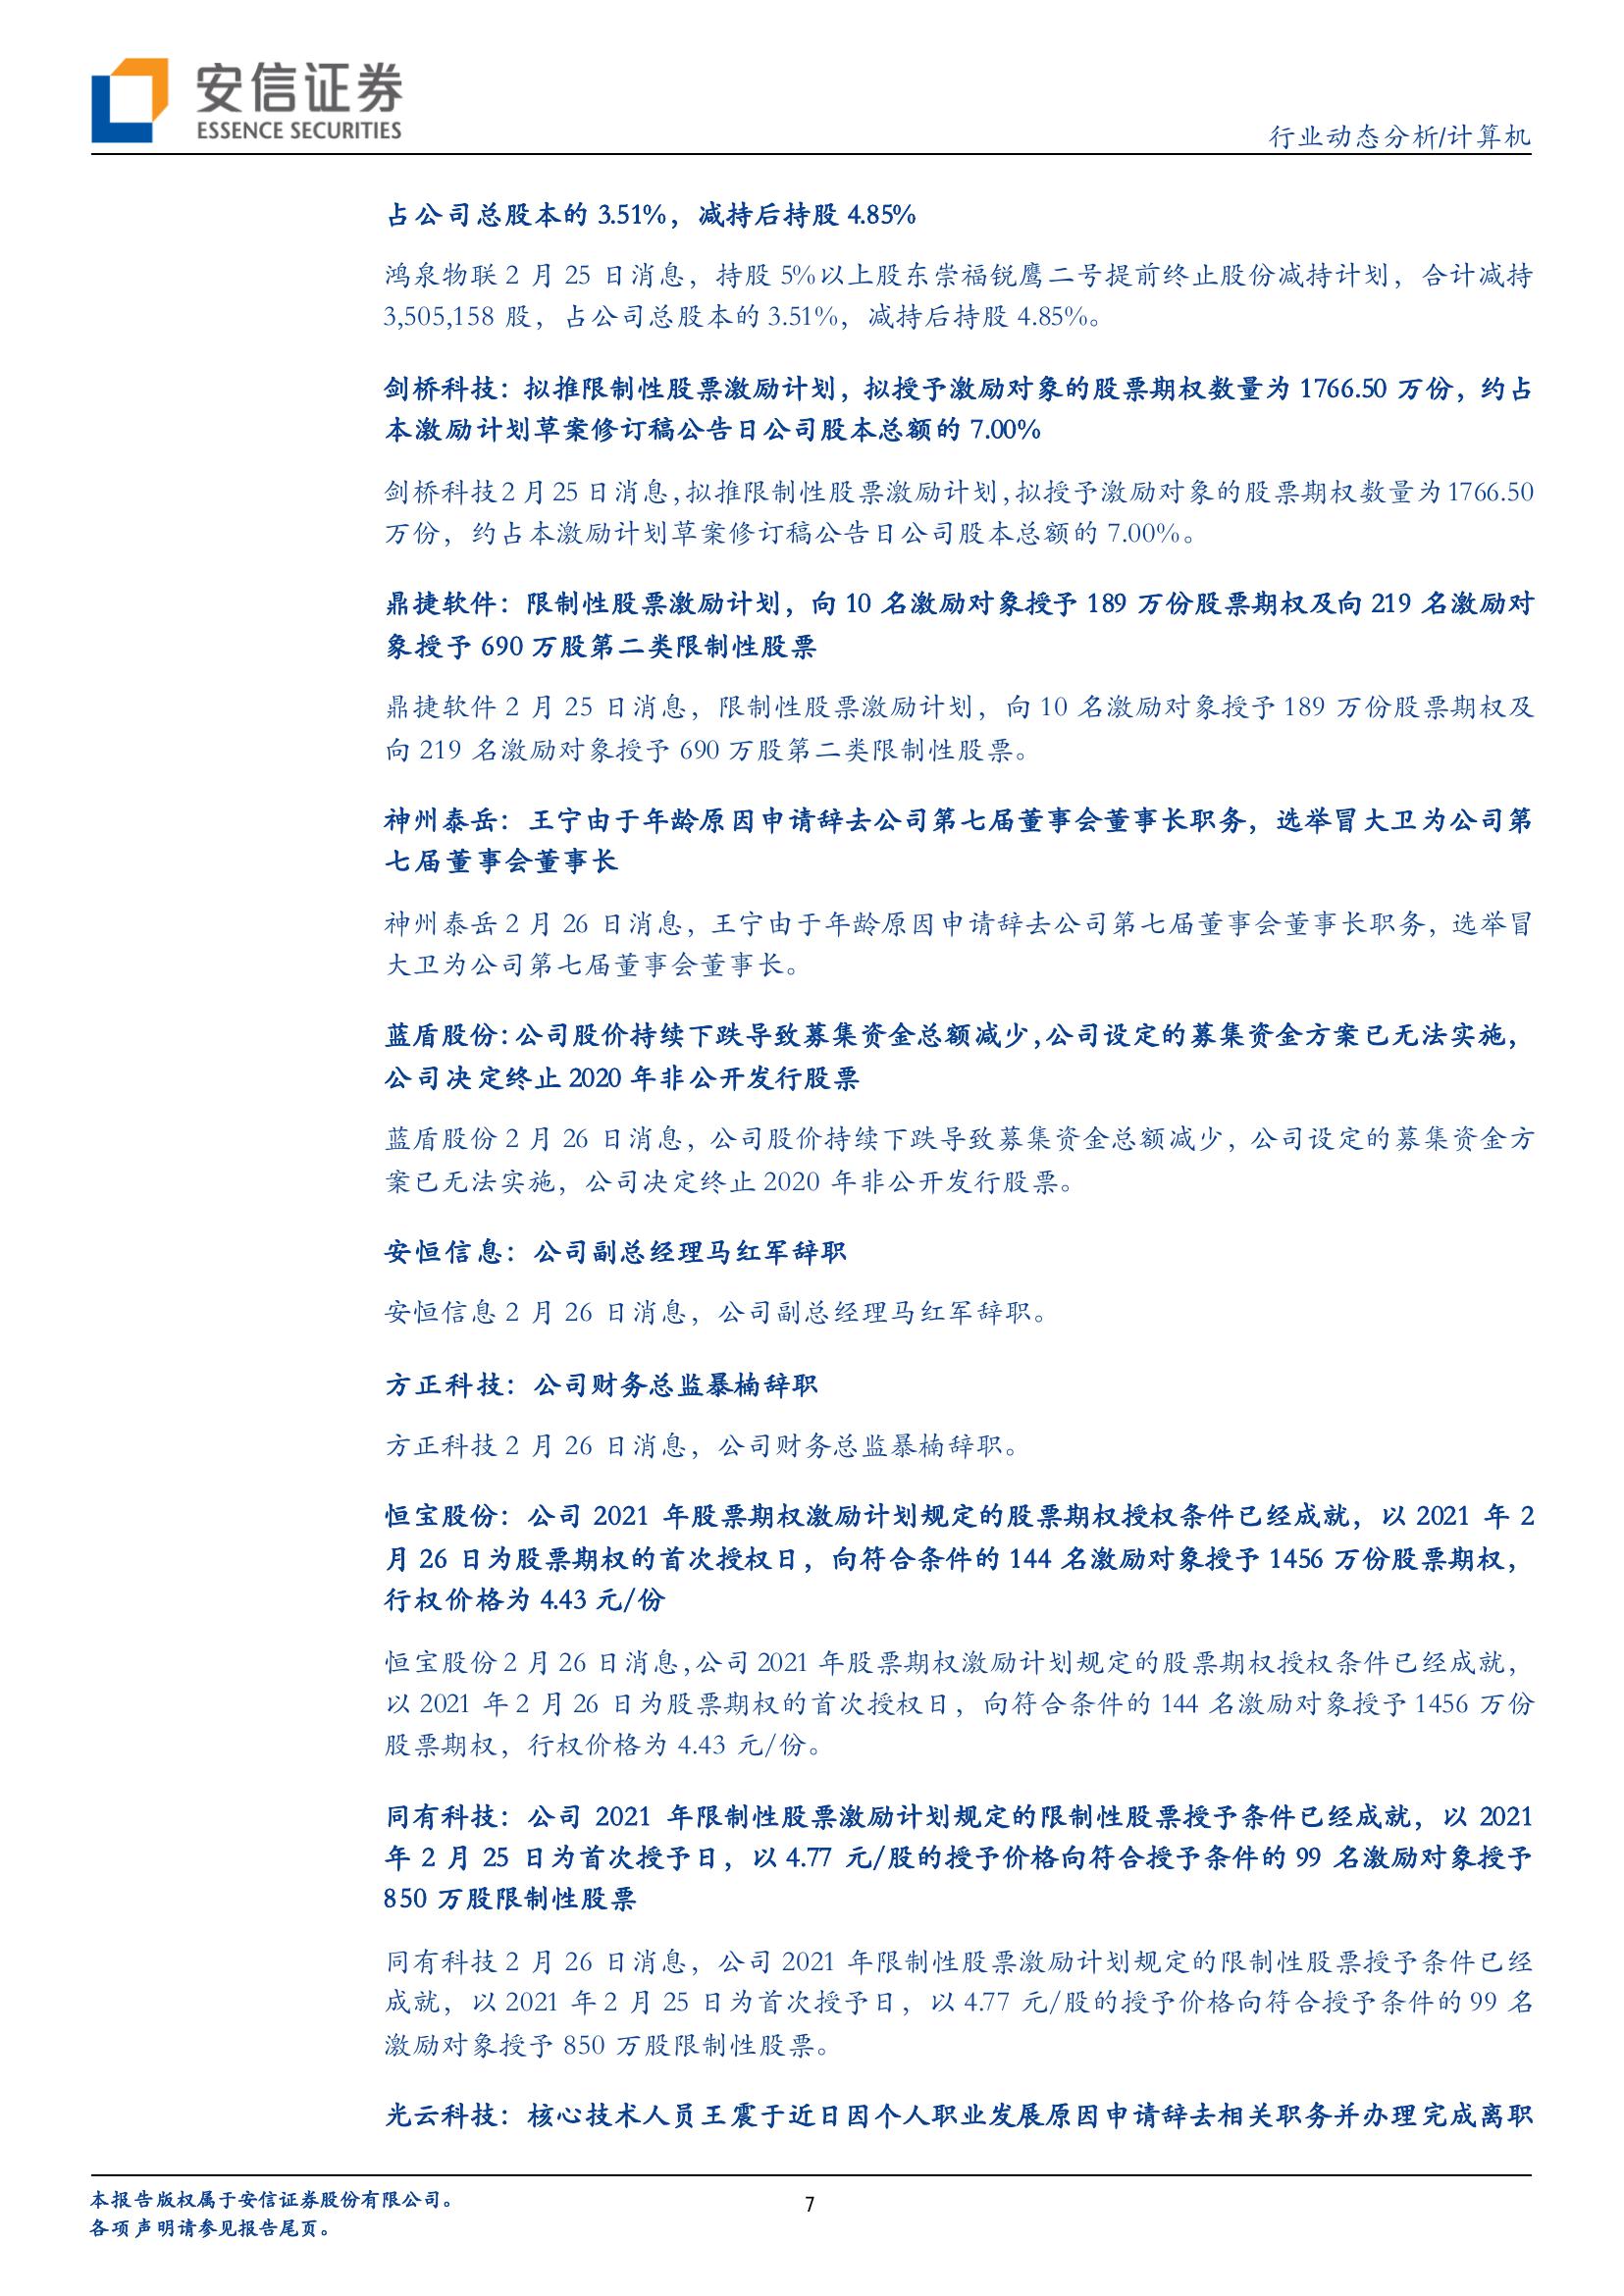 安信证券
ESSENCE SECURITIES
行业动态分析/计算机
占公司总股本的 3.51%，减持后持股 4.85%
鸿泉物联 2 月 25 日消息，持股 5%以上股东崇福锐鹰二号提前终止股份减持计划，合计减持
3,505,158 股，占公司总股本的 3.51%，减持后持股 4.85%。
剑桥科技：拟推限制性股票激励计划，拟授予激励对象的股票期权数量为 1766.50 万份，约占
本激励计划草案修订稿公告日公司股本总额的 7.00%
剑桥科技 2 月 25 日消息，拟推限制性股票激励计划，拟授予激励对象的股票期权数量为 1766.50
万份，约占本激励计划草案修订稿公告日公司股本总额的 7.00%。
鼎捷软件：限制性股票激励计划，向 10 名激励对象授予 189 万份股票期权及向 219 名激励对
象授予 690 万股第二类限制性股票
鼎捷软件 2 月 25 日消息，限制性股票激励计划，向 10 名激励对象授予 189 万份股票期权及
向 219 名激励对象授予 690 万股第二类限制性股票。
神州泰岳：王宁由于年龄原因申请辞去公司第七届董事会董事长职务，选举冒大卫为公司第
七届董事会董事长
神州泰岳 2 月 26 日消息，王宁由于年龄原因申请辞去公司第七届董事会董事长职务，选举冒
大卫为公司第七届董事会董事长。
蓝盾股份：公司股价持续下跌导致募集资金总额减少，公司设定的募集资金方案已无法实施，
公司决定终止 2020 年非公开发行股票
蓝盾股份 2 月 26 日消息，公司股价持续下跌导致募集资金总额减少，公司设定的募集资金方
案已无法实施，公司决定终止 2020 年非公开发行股票。
安恒信息：公司副总经理马红军辞职
安恒信息 2 月 26 日消息，公司副总经理马红军辞职。
方正科技：公司财务总监暴楠辞职
方正科技 2 月 26 日消息，公司财务总监暴楠辞职。
恒宝股份：公司 2021 年股票期权激励计划规定的股票期权授权条件已经成就，以 2021 年 2
月 26 日为股票期权的首次授权日，向符合条件的 144 名激励对象授予 1456 万份股票期权，
行权价格为 4.43 元/份
恒宝股份 2 月 26 日消息，公司 2021 年股票期权激励计划规定的股票期权授权条件已经成就，
以 2021 年 2 月 26 日为股票期权的首次授权日，向符合条件的 144 名激励对象授予 1456 万份
股票期权，行权价格为 4.43 元/份。
同有科技：公司 2021 年限制性股票激励计划规定的限制性股票授予条件已经成就，以 2021
年 2 月 25 日为首次授予日，以 4.77 元/股的授予价格向符合授予条件的 99 名激励对象授予
850 万股限制性股票
同有科技 2 月 26 日消息，公司 2021 年限制性股票激励计划规定的限制性股票授予条件已经
成就，以 2021 年 2 月 25 日为首次授予日，以 4.77 元/股的授予价格向符合授予条件的 99 名
激励对象授予 850 万股限制性股票。
光云科技：核心技术人员王震于近日因个人职业发展原因申请辞去相关职务并办理完成离职
本报告版权属于安信证券股份有限公司。
各项声明请参见报告尾页。
7